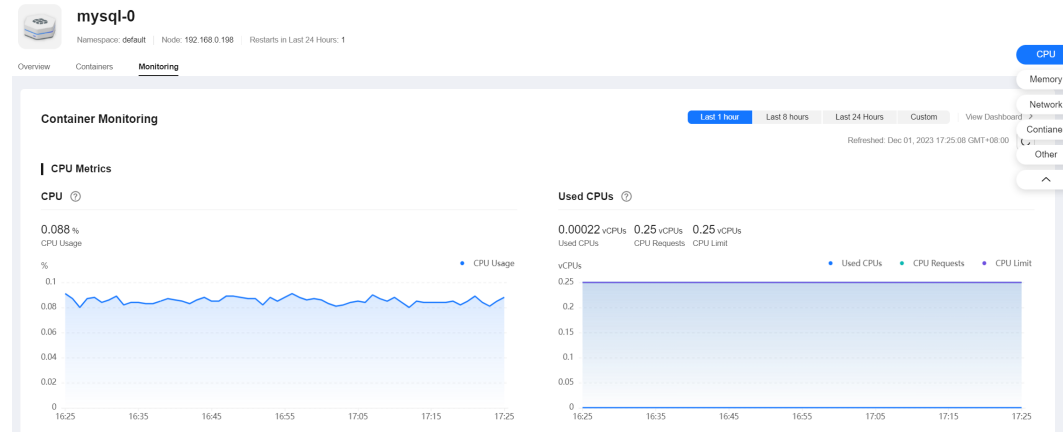 mysql-0
Namespace: default Node: 192.168.0.198 Restarts in Last 24 Hours: 1
Overview Containers Monitoring
CPU
Memory
Network
Contiane
Other
Container Monitoring
Last 1 hour Last 8 hours Last 24 Hours Custom View Dashboard
Refreshed: Dec 01, 2023 17:25:08 GMT+08:00
CPU Metrics
CPU ?
0.088 %
CPU Usage
%
CPU Usage
0.1
0.08
0.06
0.04
0.02
0
16:25 16:35 16:45 16:55 17:05 17:15 17:25
Used CPUs ?
0.00022 vCPUs 0.25 vCPUs 0.25 vCPUs
Used CPUs CPU Requests CPU Limit
vCPUs
Used CPUs CPU Requests CPU Limit
0.25
0.2
0.15
0.1
0.05
0
16:25 16:35 16:45 16:55 17:05 17:15 17:25